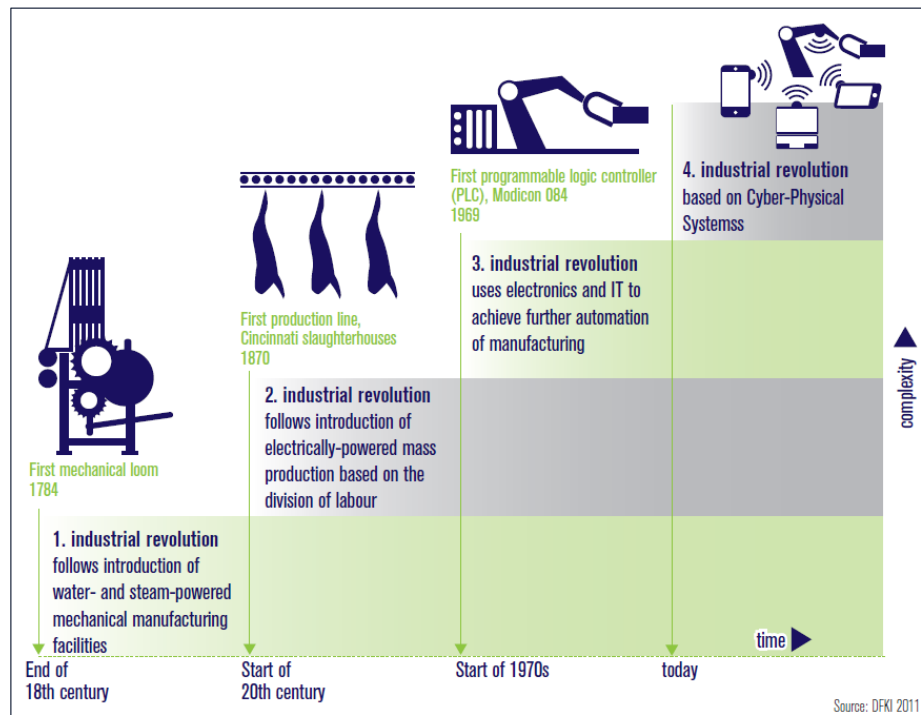 First mechanical loom
1784
First production line,
Cincinnati slaughterhouses
1870
First programmable logic controller
(PLC), Modicon 084
1969
4. industrial revolution
based on Cyber-Physical
Systemss
3. industrial revolution
uses electronics and IT to
achieve further automation
of manufacturing
2. industrial revolution
follows introduction of
electrically-powered mass
production based on the
division of labour
1. industrial revolution
follows introduction of
water- and steam-powered
mechanical manufacturing
facilities
complexity
time
End of
18th century
Start of
20th century
Start of 1970s
today
Source: DFKI 2011